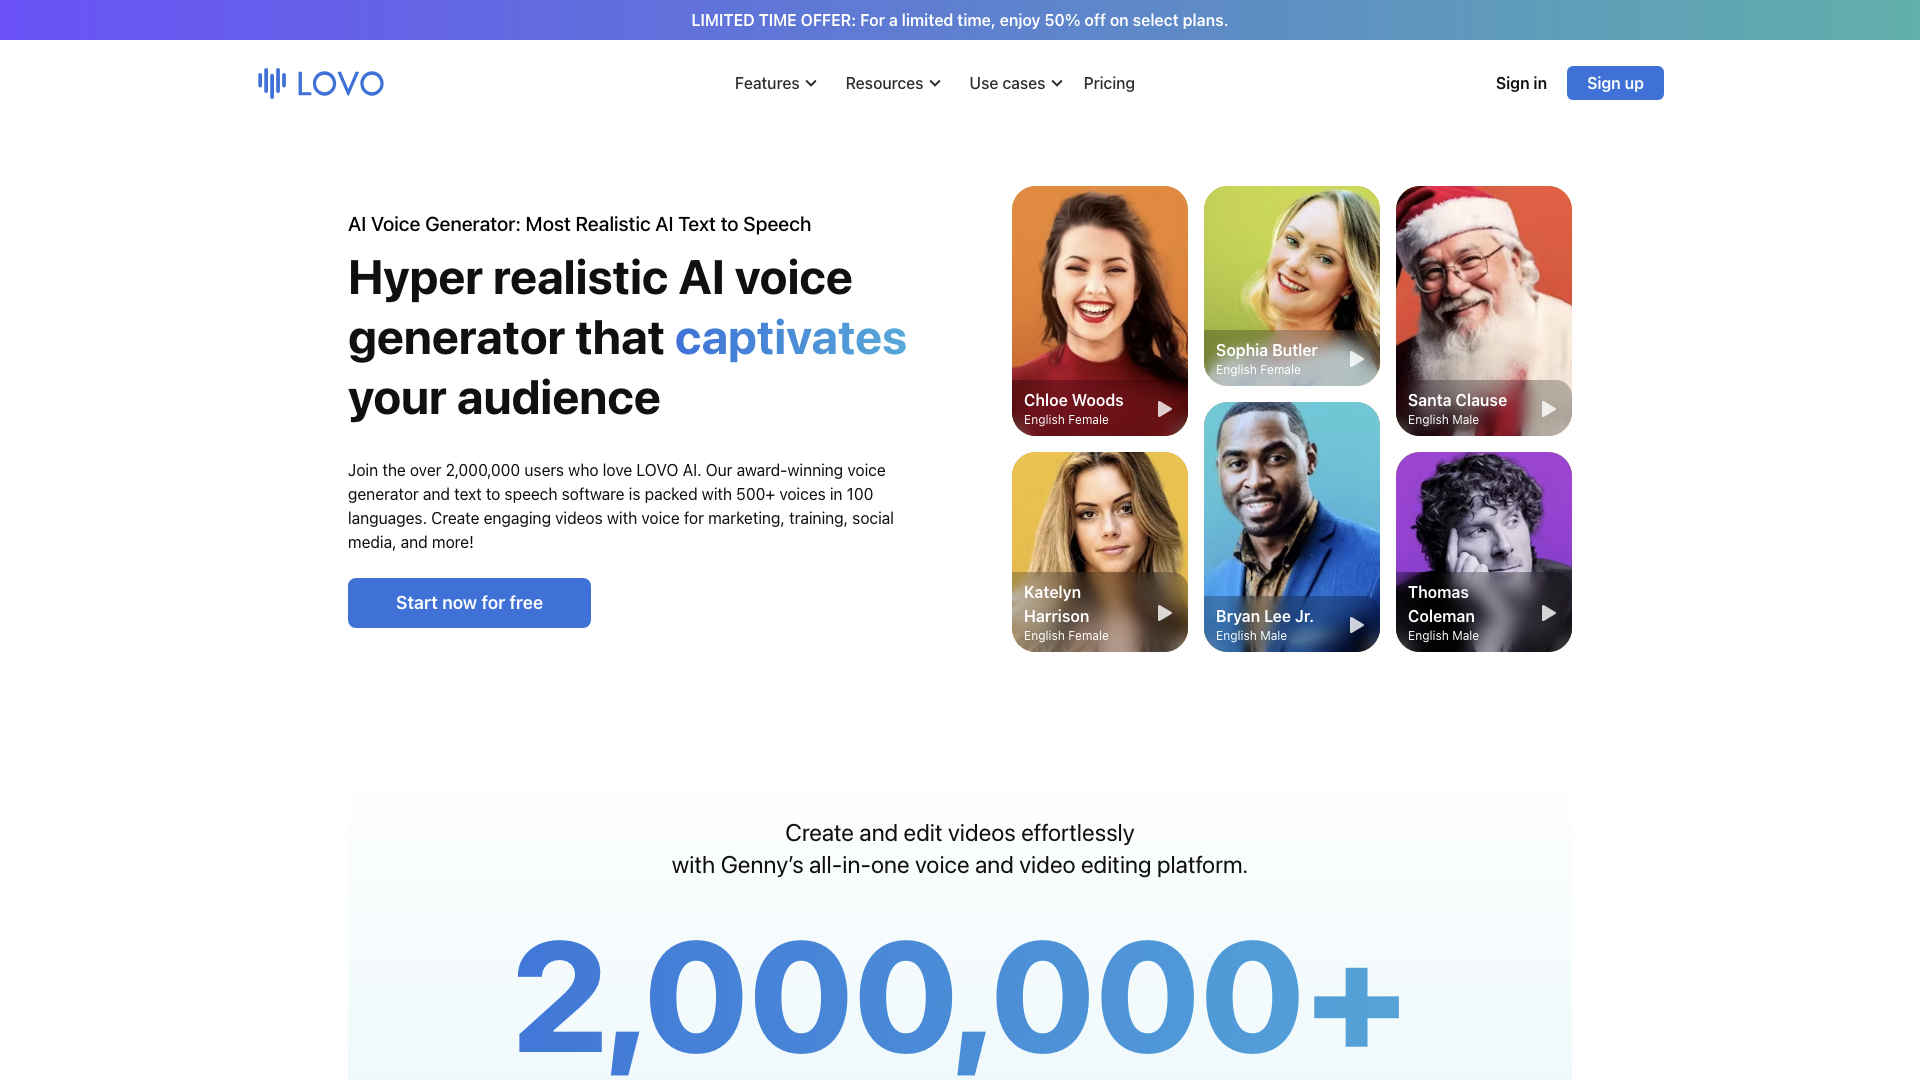 LIMITED TIME OFFER: For a limited time, enjoy 50% off on select plans.
LOVO
Features
Resources
Use cases
Pricing
Sign in
Sign up
AI Voice Generator: Most Realistic AI Text to Speech
Hyper realistic AI voice
generator that captivates
your audience
Join the over 2,000,000 users who love LOVO AI. Our award-winning voice
generator and text to speech software is packed with 500+ voices in 100
languages. Create engaging videos with voice for marketing, training, social
media, and more!
Start now for free
Chloe Woods
English Female
Sophia Butler
English Female
Santa Clause
English Male
Katelyn
Harrison
English Female
Bryan Lee Jr.
English Male
Thomas
Coleman
English Male
Create and edit videos effortlessly
with Genny’s all-in-one voice and video editing platform.
2,000,000+